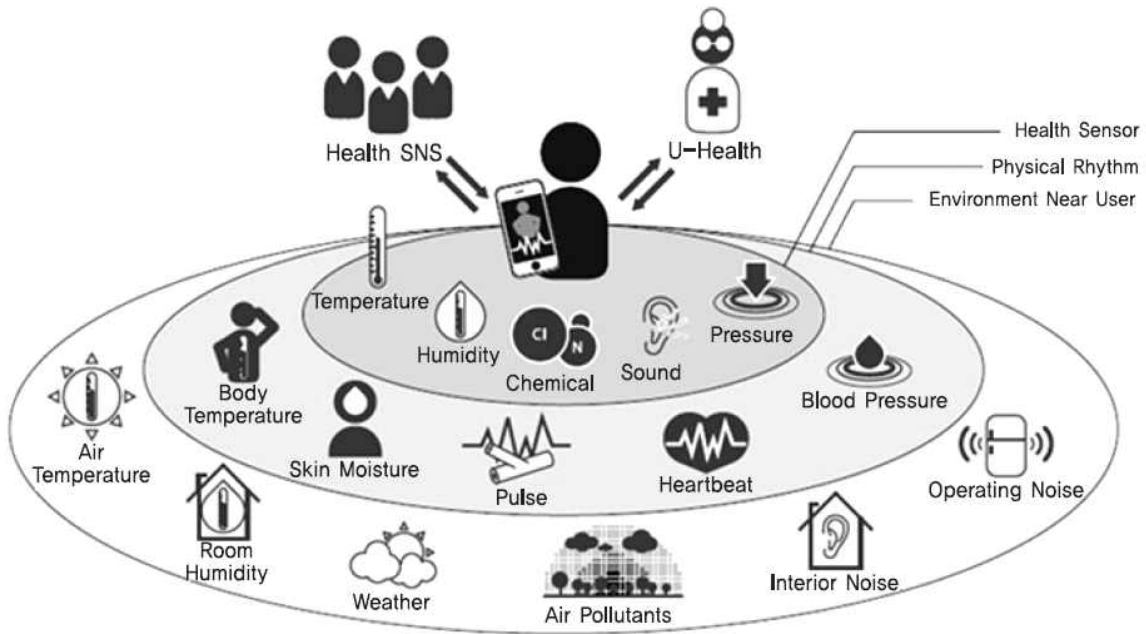 Health SNS
U-Health
Health Sensor
Physical Rhythm
Environment Near User
Temperature
Humidity
Cl
N
Chemical
Sound
Pressure
Body
Temperature
Skin Moisture
Pulse
Heartbeat
Blood Pressure
Air
Temperature
Room
Humidity
Weather
Air Pollutants
Interior Noise
Operating Noise